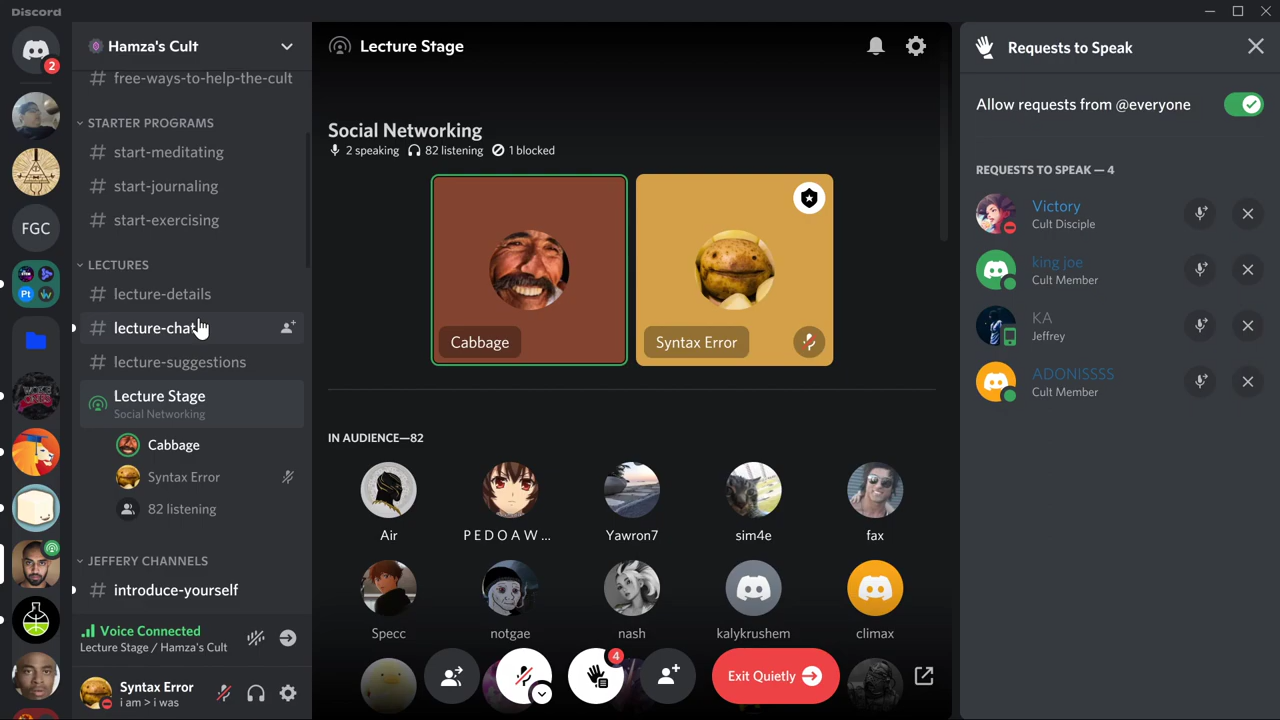 Discord
2
Hamza's Cult
free-ways-to-help-the-cult
STARTER PROGRAMS
start-meditating
start-journaling
start-exercising
FGC
LECTURES
lecture-details
lecture-chat
lecture-suggestions
Lecture Stage
Social Networking
Cabbage
Syntax Error
82 listening
JEFFERY CHANNELS
introduce-yourself
Voice Connected
Lecture Stage / Hamza's Cult
Syntax Error
i am > i was
Lecture Stage
Social Networking
2 speaking 82 listening 1 blocked
Cabbage
Syntax Error
IN AUDIENCE—82
Air
P E D O A W ...
Yawron7
sim4e
fax
Specc
notgae
nash
kalykrushem
climax
4
Exit Quietly
Requests to Speak
Allow requests from @everyone
REQUESTS TO SPEAK — 4
Victory
Cult Disciple
king joe
Cult Member
KA
Jeffrey
ADONISSSS
Cult Member